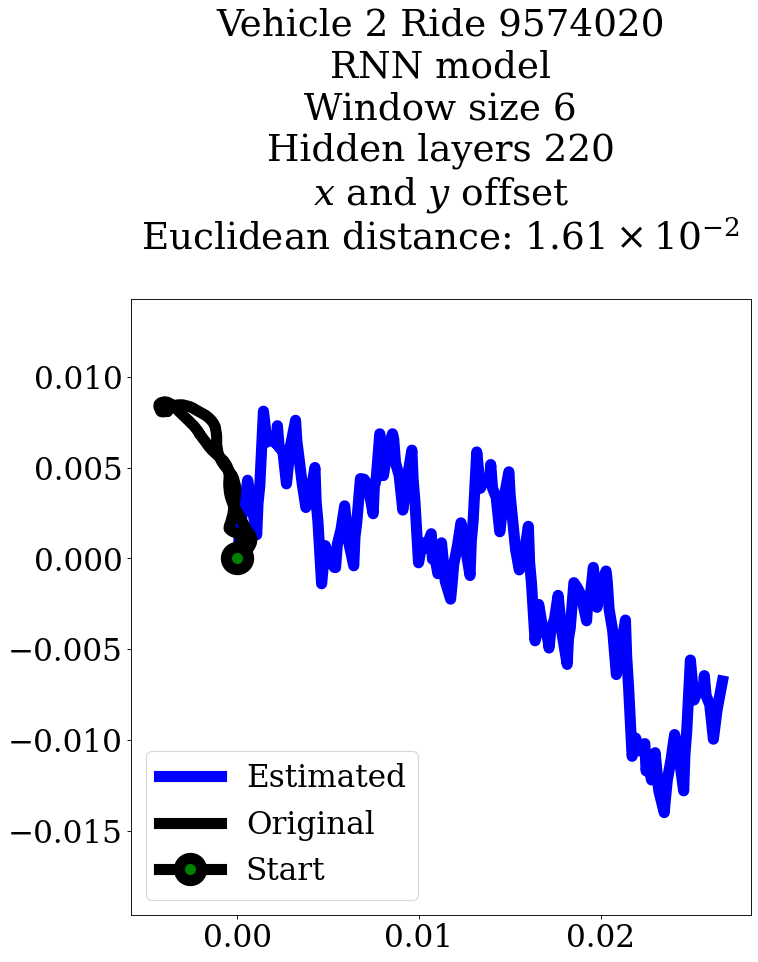 Vehicle 2 Ride 9574020
RNN model
Window size 6
Hidden layers 220
x and y offset
Euclidean distance: 1.61 × 10⁻²
0.010
0.005
0.000
−0.005
−0.010
−0.015
Estimated
Original
Start
0.00 0.01 0.02